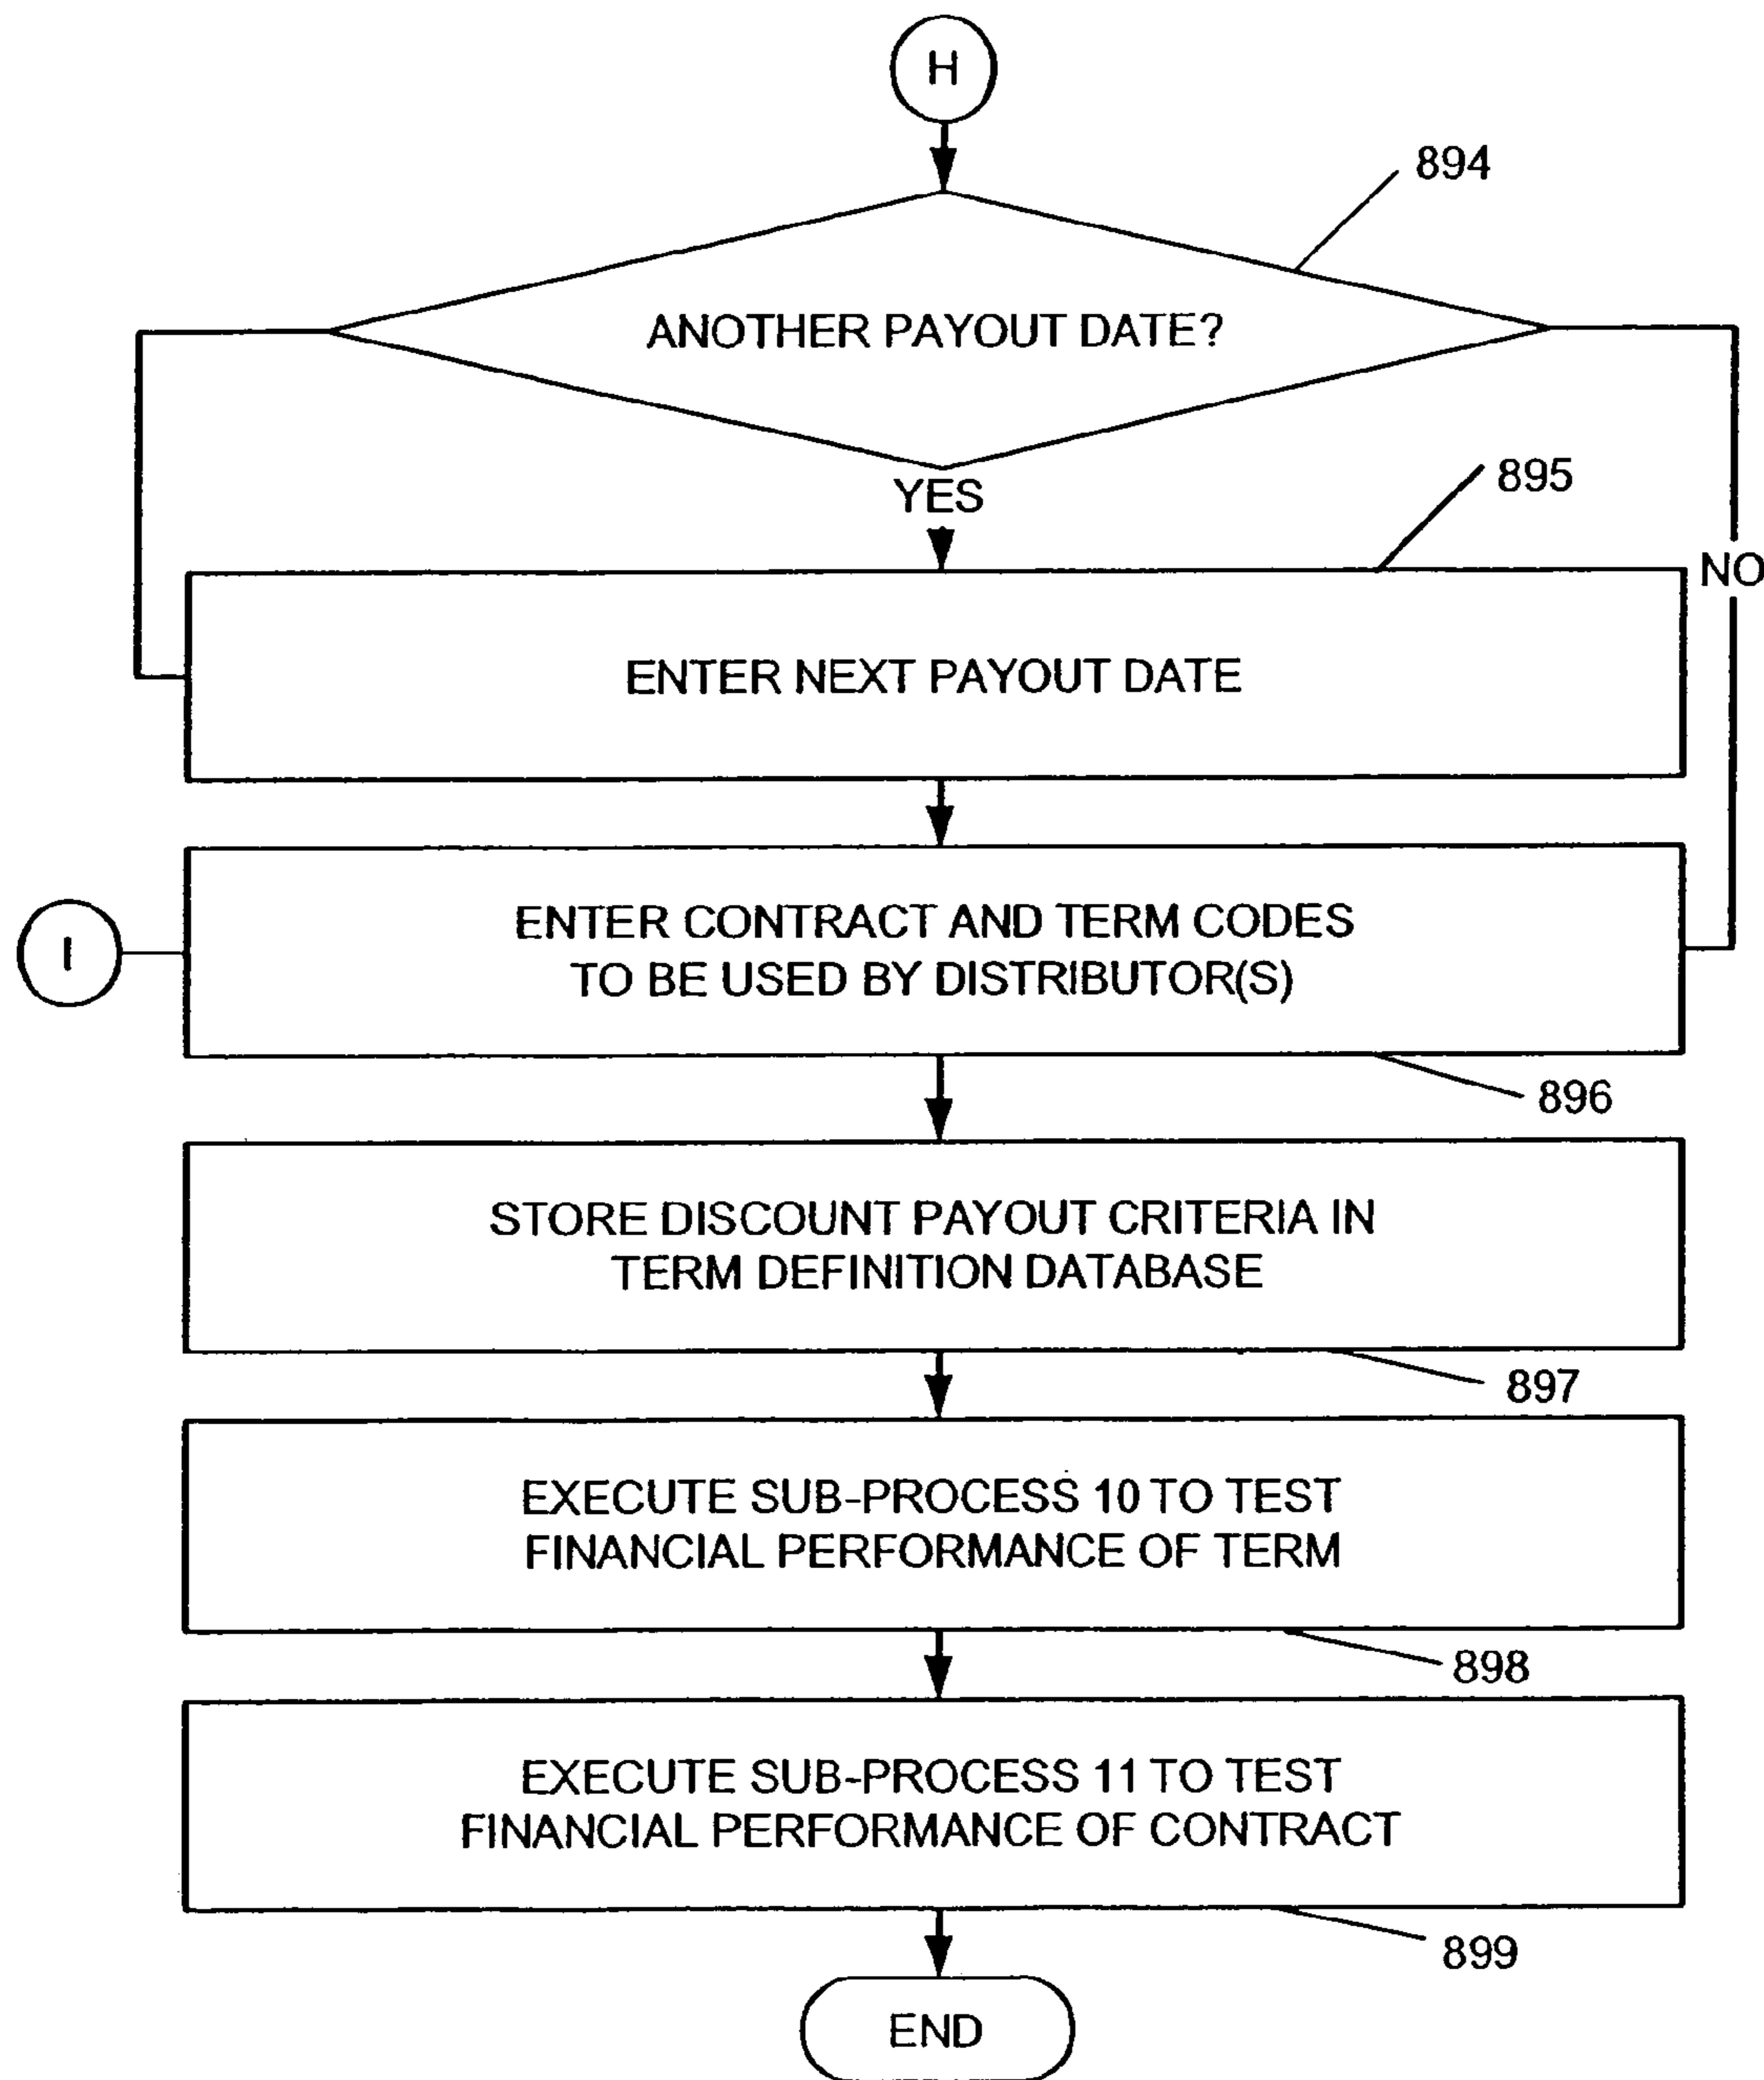 H
894
ANOTHER PAYOUT DATE?
YES
895
NO
ENTER NEXT PAYOUT DATE
I
ENTER CONTRACT AND TERM CODES
TO BE USED BY DISTRIBUTOR(S)
896
STORE DISCOUNT PAYOUT CRITERIA IN
TERM DEFINITION DATABASE
897
EXECUTE SUB-PROCESS 10 TO TEST
FINANCIAL PERFORMANCE OF TERM
898
EXECUTE SUB-PROCESS 11 TO TEST
FINANCIAL PERFORMANCE OF CONTRACT
899
END